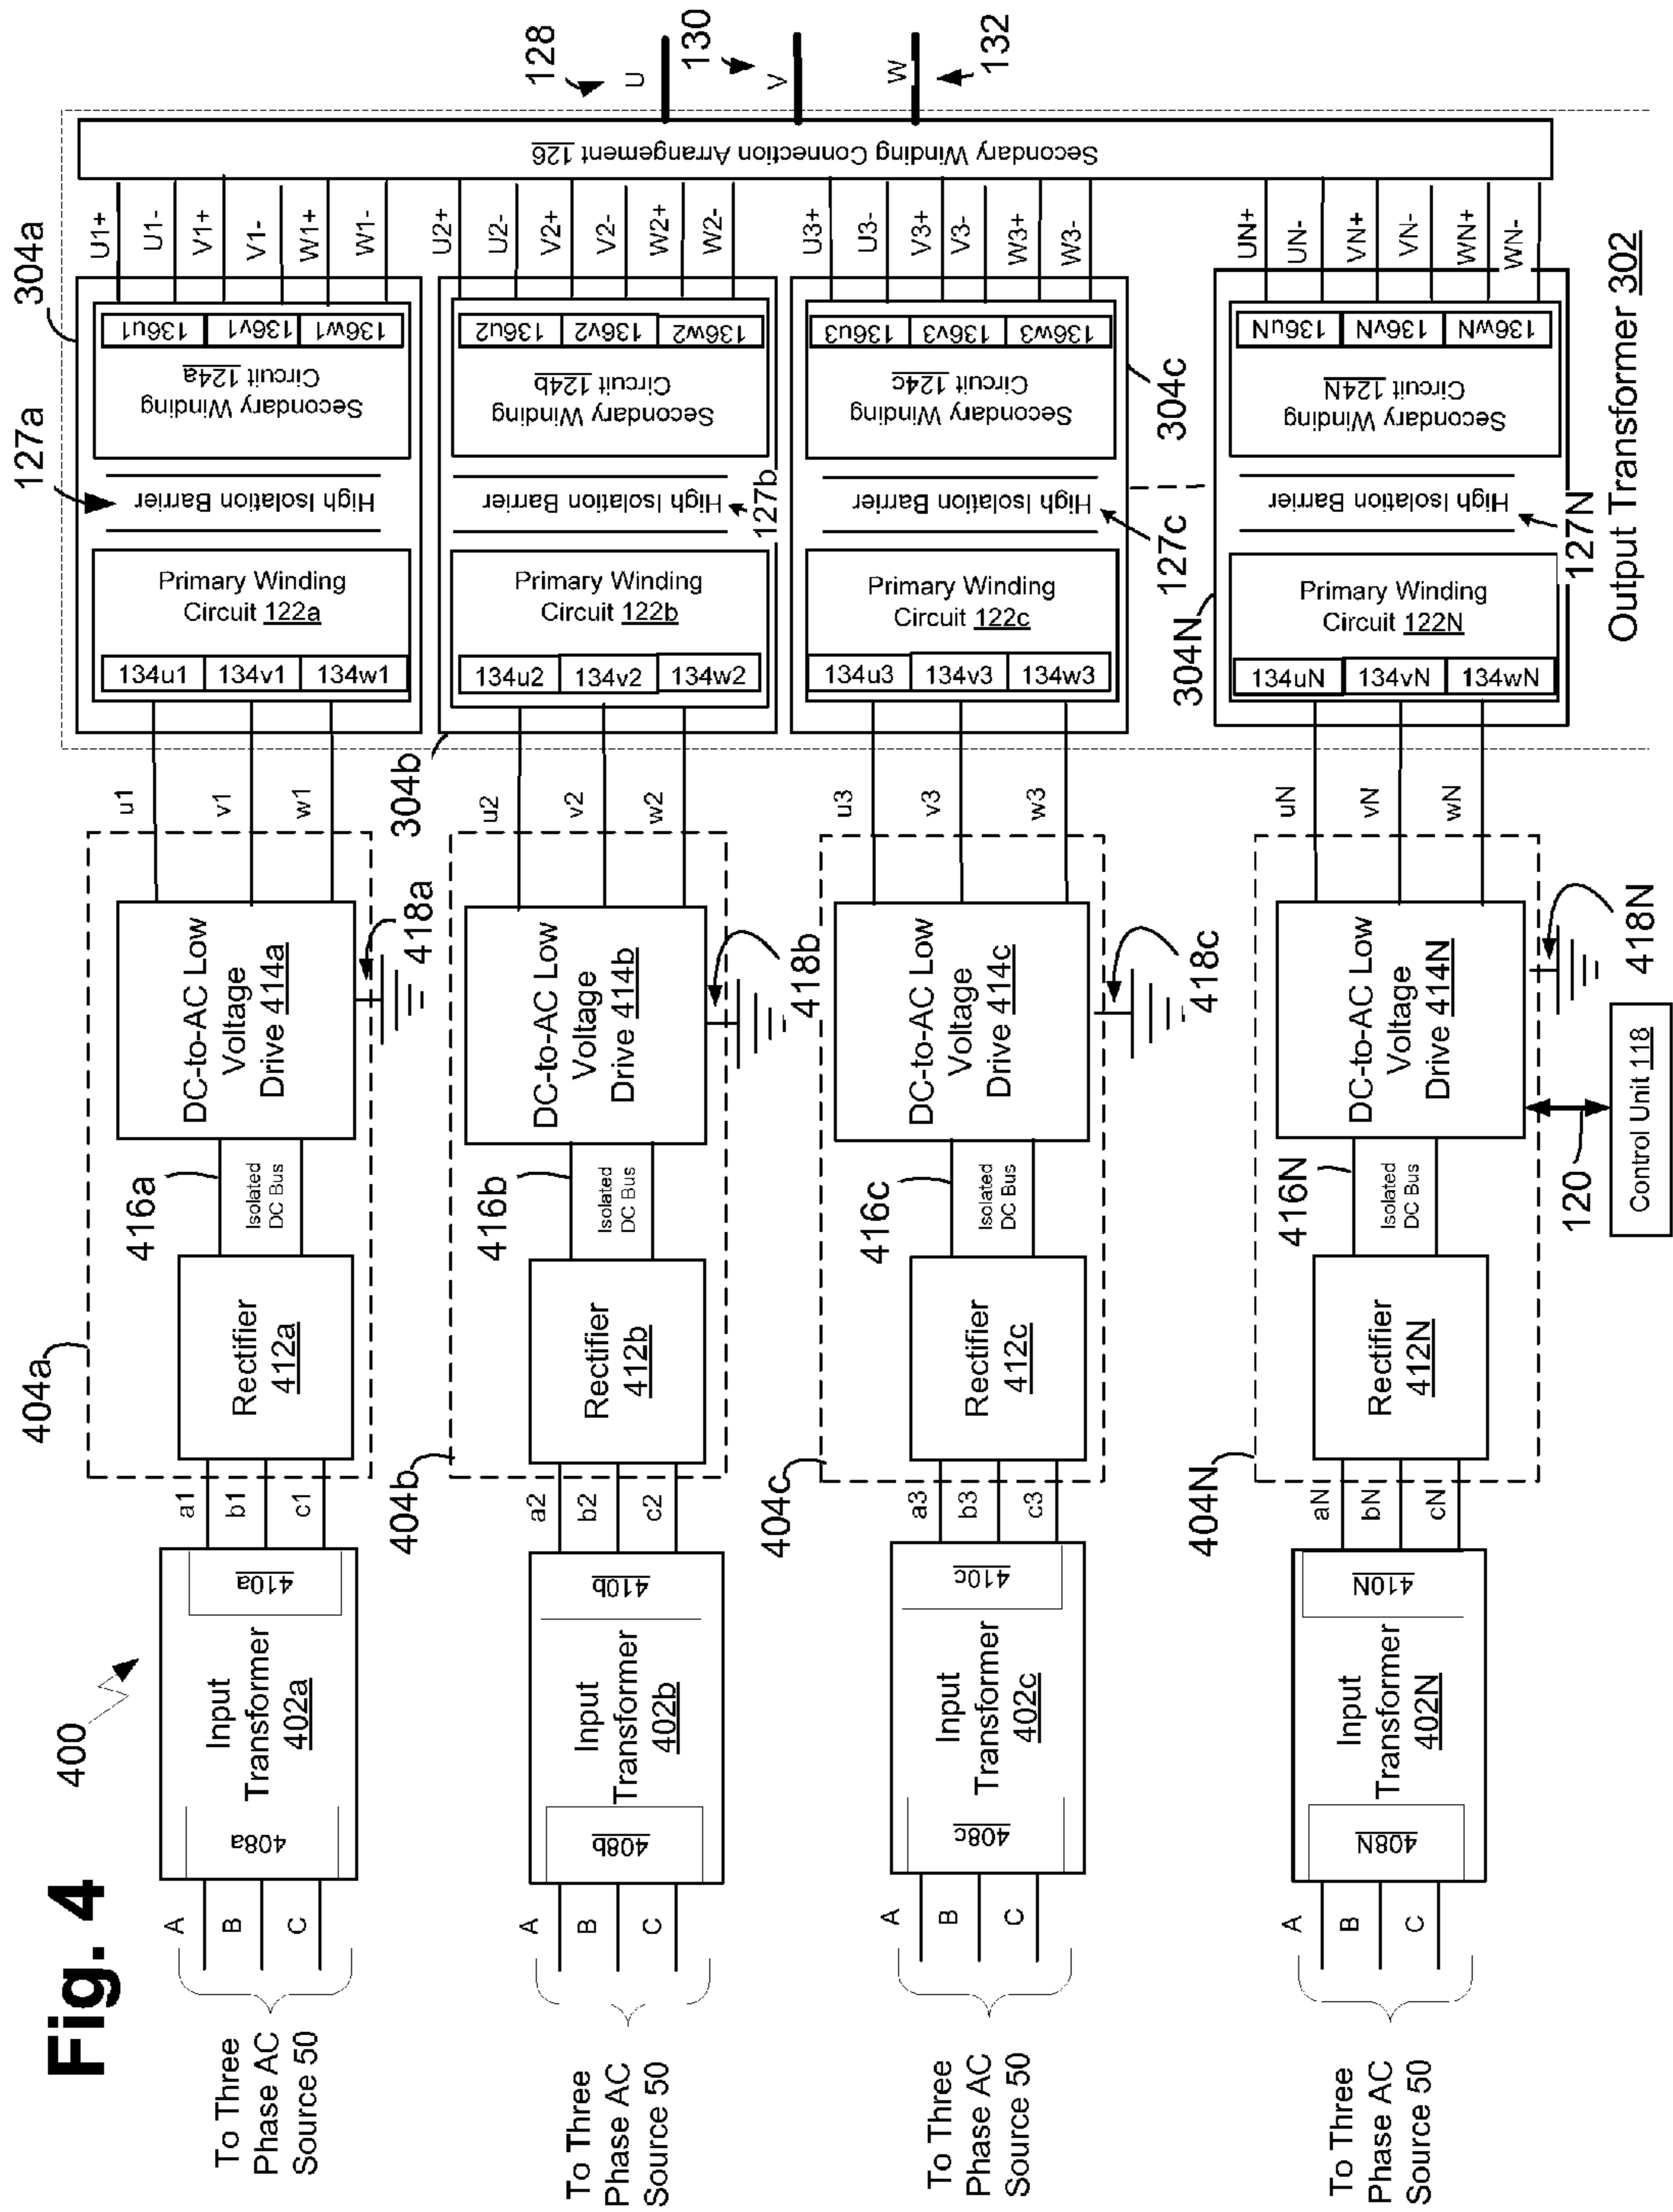 Fig. 4
400
To Three
Phase AC
Source 50
A
B
C
408a
Input
Transformer
402a
410a
a1
b1
c1
404a
Rectifier
412a
416a
Isolated
DC Bus
DC-to-AC Low
Voltage
Drive 414a
418a
u1
v1
w1
134u1
134v1
134w1
Primary Winding
Circuit 122a
High Isolation Barrier
127a
Secondary Winding
Circuit 124a
136u1
136v1
136w1
304a
U1+
U1-
V1+
V1-
W1+
W1-
To Three
Phase AC
Source 50
A
B
C
408b
Input
Transformer
402b
410b
a2
b2
c2
404b
Rectifier
412b
416b
Isolated
DC Bus
DC-to-AC Low
Voltage
Drive 414b
418b
u2
v2
w2
304b
134u2
134v2
134w2
Primary Winding
Circuit 122b
High Isolation Barrier
127b
Secondary Winding
Circuit 124b
136u2
136v2
136w2
U2+
U2-
V2+
V2-
W2+
W2-
To Three
Phase AC
Source 50
A
B
C
408c
Input
Transformer
402c
410c
a3
b3
c3
404c
Rectifier
412c
416c
Isolated
DC Bus
DC-to-AC Low
Voltage
Drive 414c
418c
u3
v3
w3
134u3
134v3
134w3
Primary Winding
Circuit 122c
High Isolation Barrier
127c
Secondary Winding
Circuit 124c
136u3
136v3
136w3
304c
U3+
U3-
V3+
V3-
W3+
W3-
To Three
Phase AC
Source 50
A
B
C
408N
Input
Transformer
402N
410N
aN
bN
cN
404N
Rectifier
412N
416N
Isolated
DC Bus
DC-to-AC Low
Voltage
Drive 414N
418N
120
Control Unit 118
uN
vN
wN
304N
134uN
134vN
134wN
Primary Winding
Circuit 122N
High Isolation Barrier
127N
Secondary Winding
Circuit 124N
136uN
136vN
136wN
UN+
UN-
VN+
VN-
WN+
WN-
Output Transformer 302
Secondary Winding Connection Arrangement 126
128
U
130
V
W
132